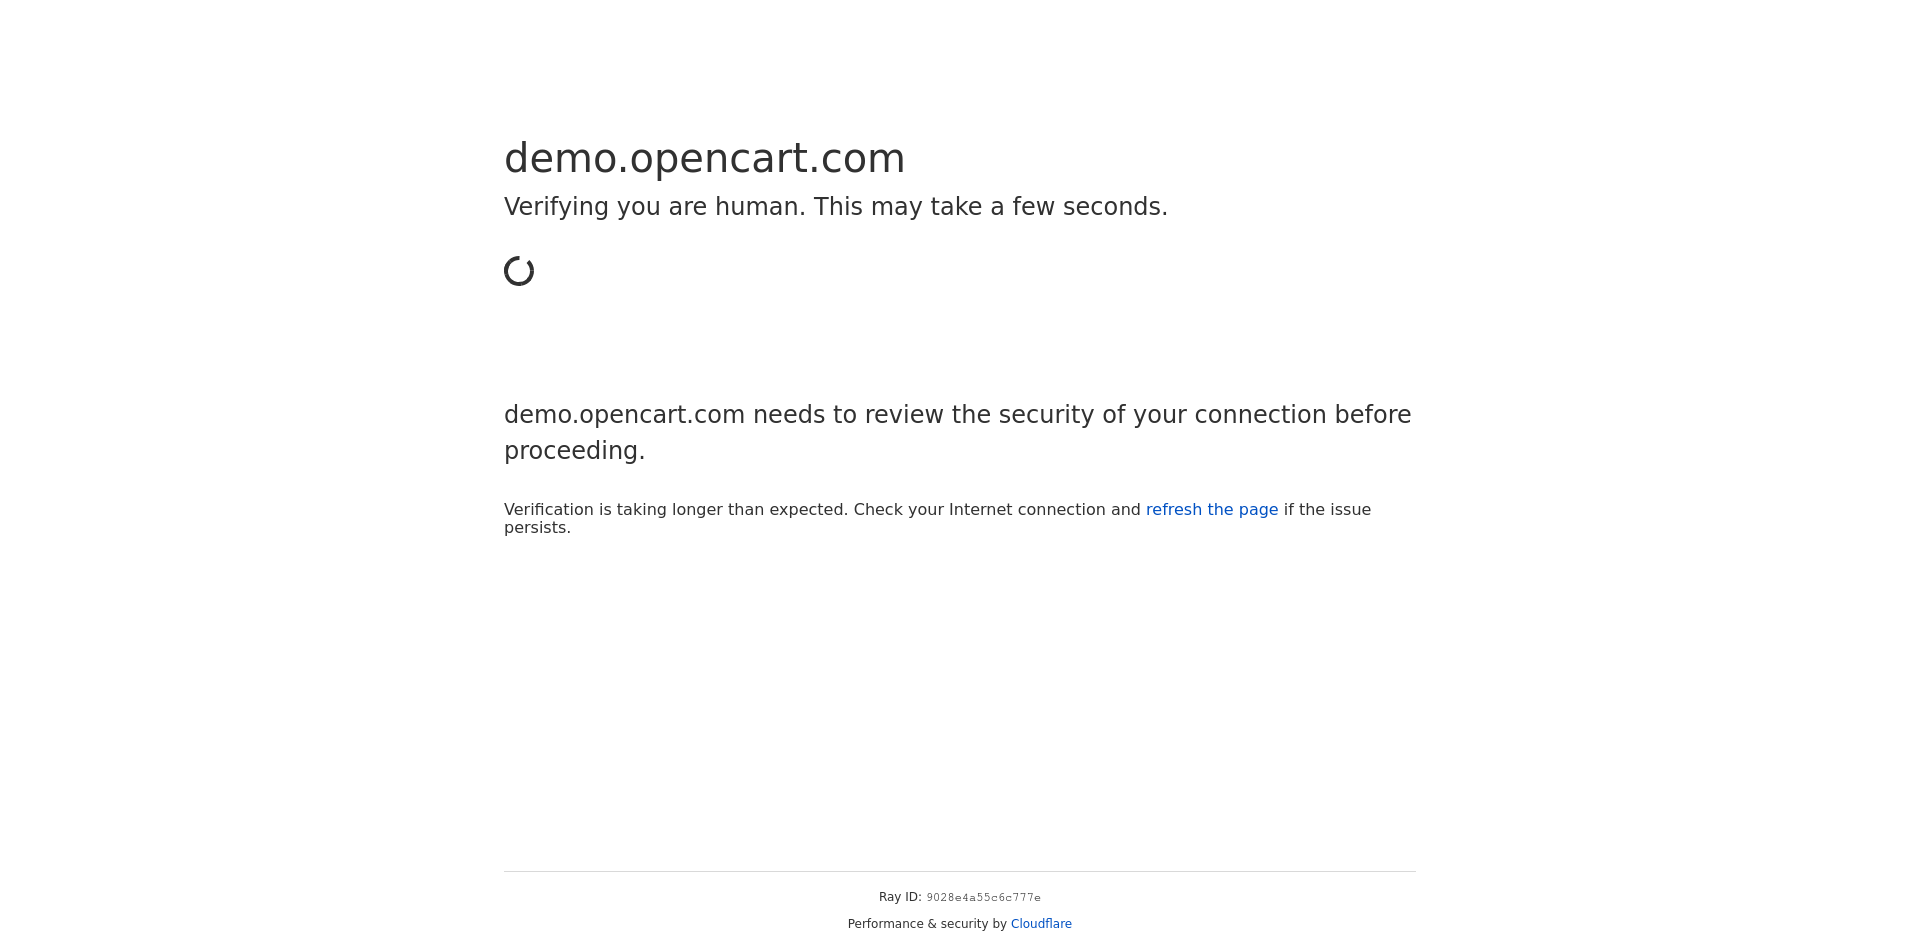 demo.opencart.com
Verifying you are human. This may take a few seconds.
demo.opencart.com needs to review the security of your connection before
proceeding.
Verification is taking longer than expected. Check your Internet connection and refresh the page if the issue
persists.
Ray ID: 9028e4a55c6c777e
Performance & security by Cloudflare